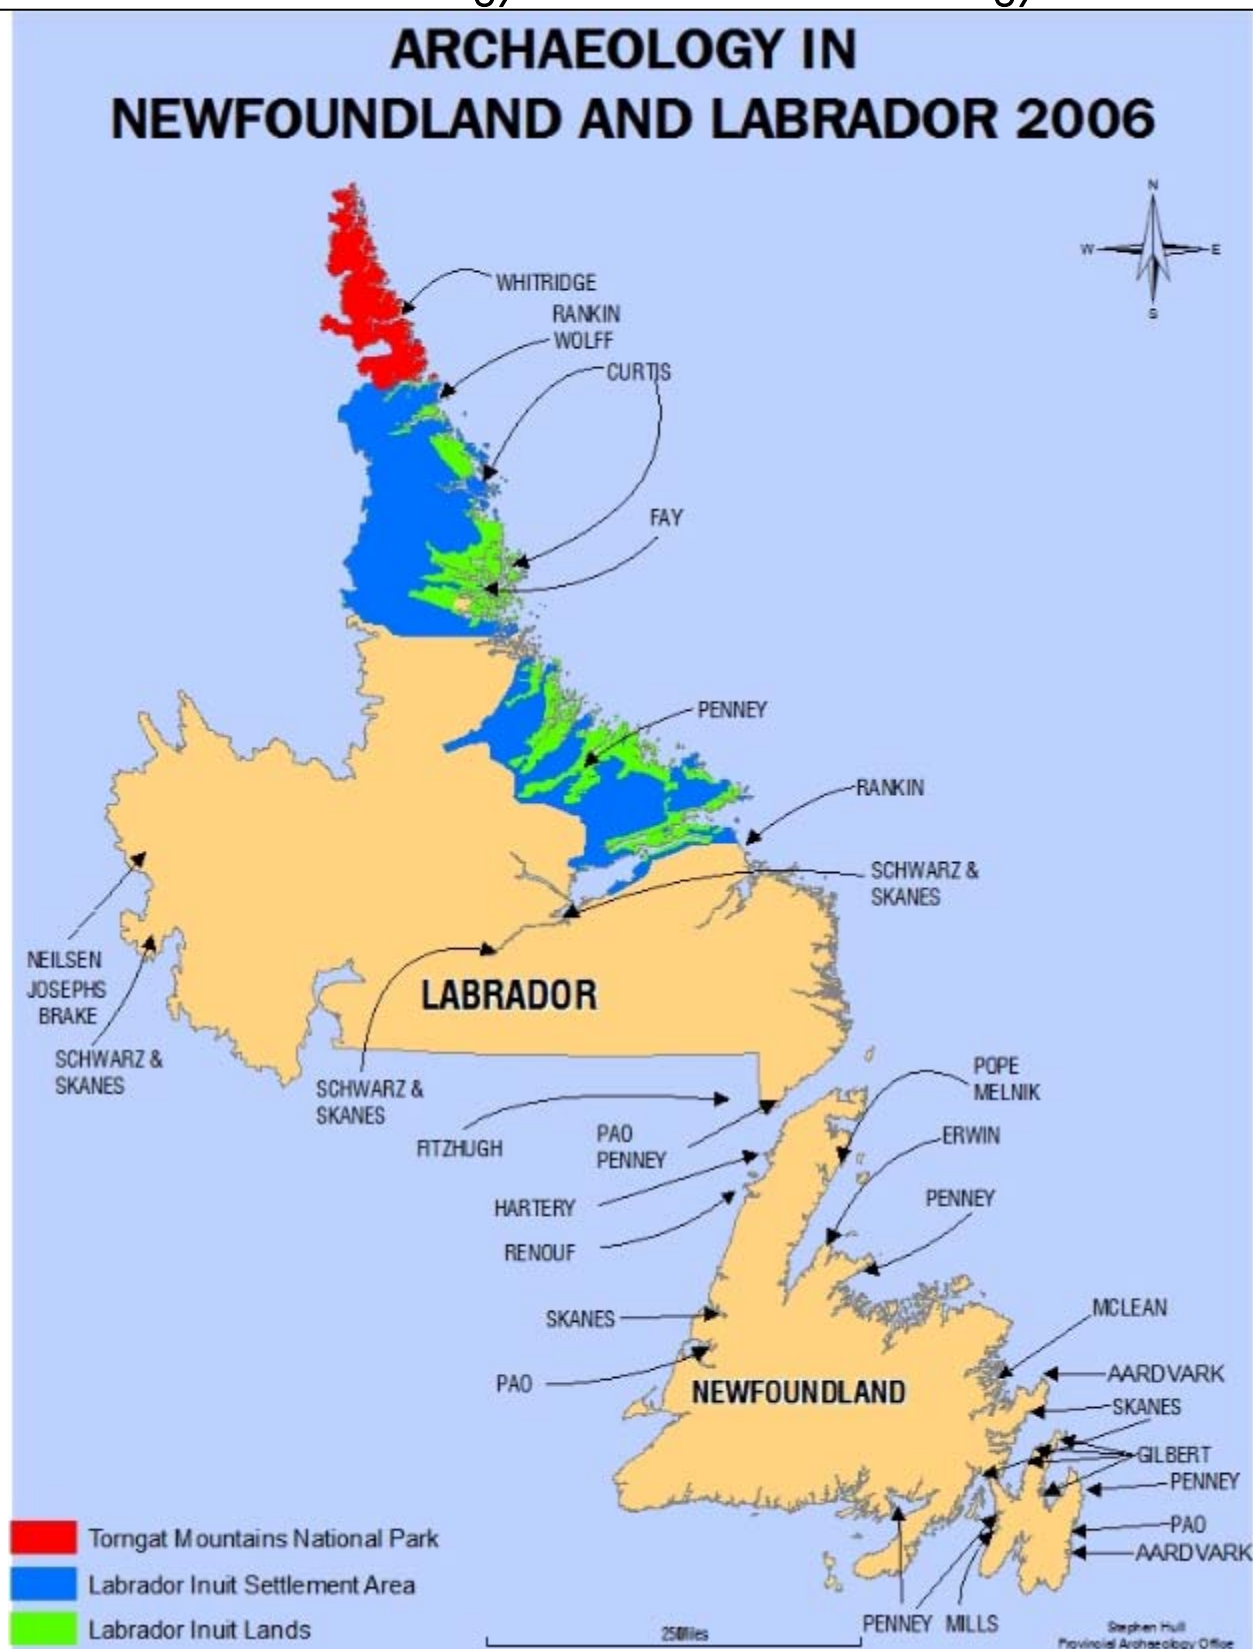 ARCHAEOLOGY IN
NEWFOUNDLAND AND LABRADOR 2006
N
W
E
S
WHITRIDGE
RANKIN
WOLFF
CURTIS
FAY
PENNEY
RANKIN
SCHWARZ &
SKANES
NEILSEN
JOSEPHS
BRAKE
SCHWARZ &
SKANES
LABRADOR
SCHWARZ &
SKANES
FITZHUGH
PAO
PENNEY
POPE
MELNIK
ERWIN
HARTERY
PENNEY
RENOUF
SKANES
MCLEAN
PAO
AARDVARK
NEWFOUNDLAND
SKANES
GILBERT
PENNEY
PAO
AARDVARK
PENNEY
MILLS
Torngat Mountains National Park
Labrador Inuit Settlement Area
Labrador Inuit Lands
Stephen Hull
Provincial Archaeology Office